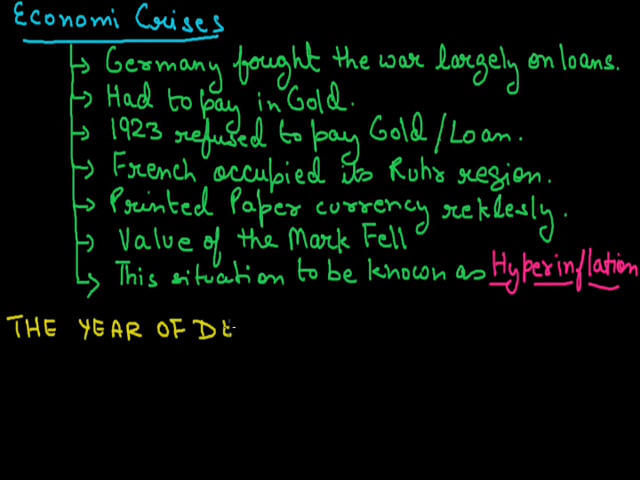 Economi Crises
Germany fought the war largely on loans.
Had to pay in Gold.
1923 refused to pay Gold/Loan.
French occupied its Ruhr region.
Printed Paper currency reklesly.
Value of the Mark Fell
This situation to be known as Hyperinflation
THE YEAR OF DE